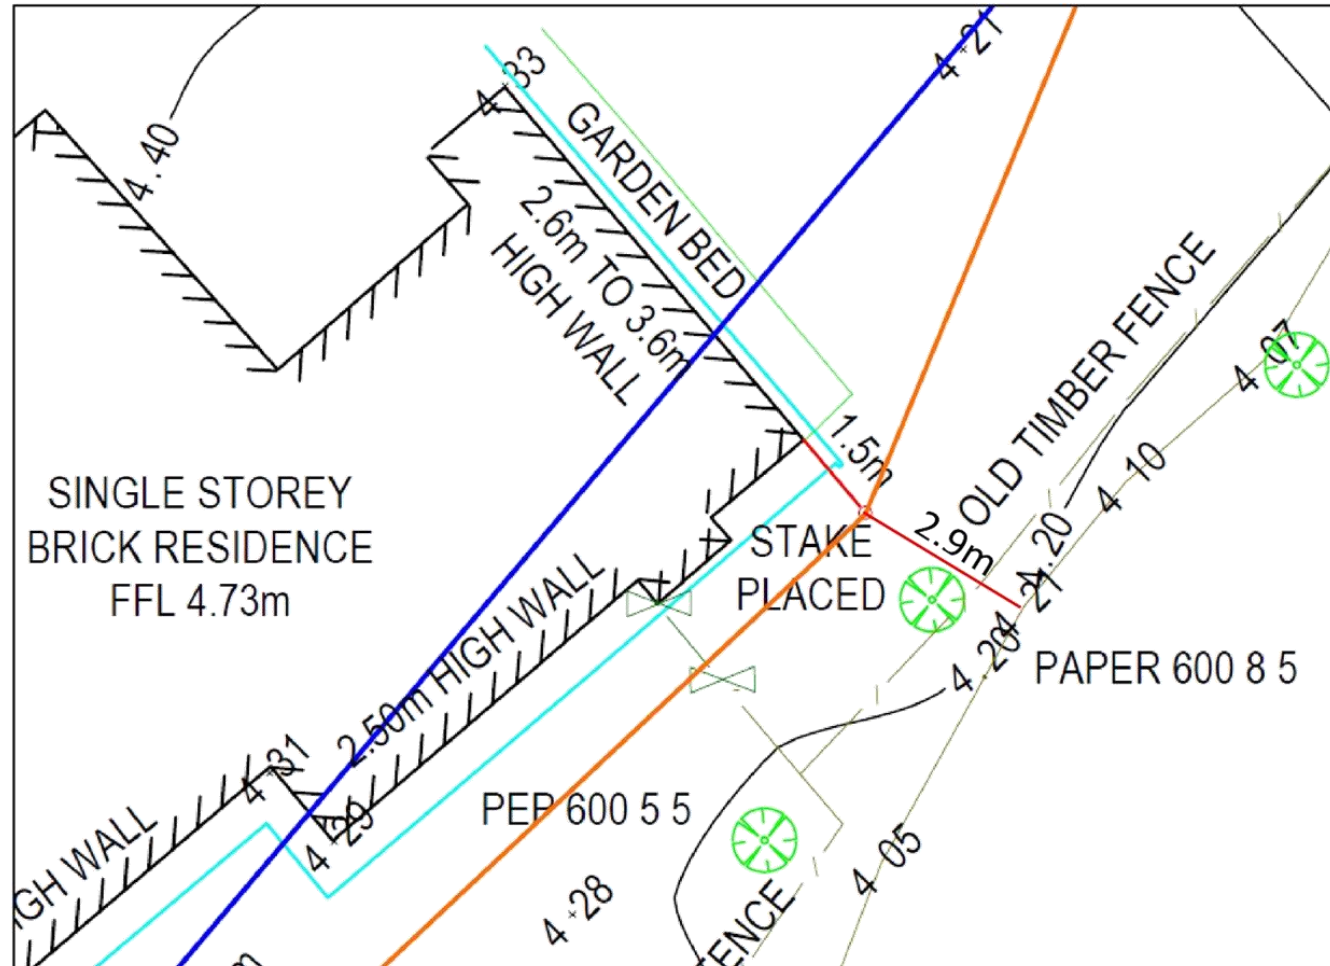 4.33
4.21
4.40
GARDEN BED
2.6m TO 3.6m
HIGH WALL
OLD TIMBER FENCE
4.07
1.5m
4 10
SINGLE STOREY
BRICK RESIDENCE
FFL 4.73m
STAKE
PLACED
2.9m
4.20
4 21
4.20
PAPER 600 8 5
2.50m HIGH WALL
4.31
4.29
PEP 600 5 5
IGH WALL
4 05
4.28
ENCE